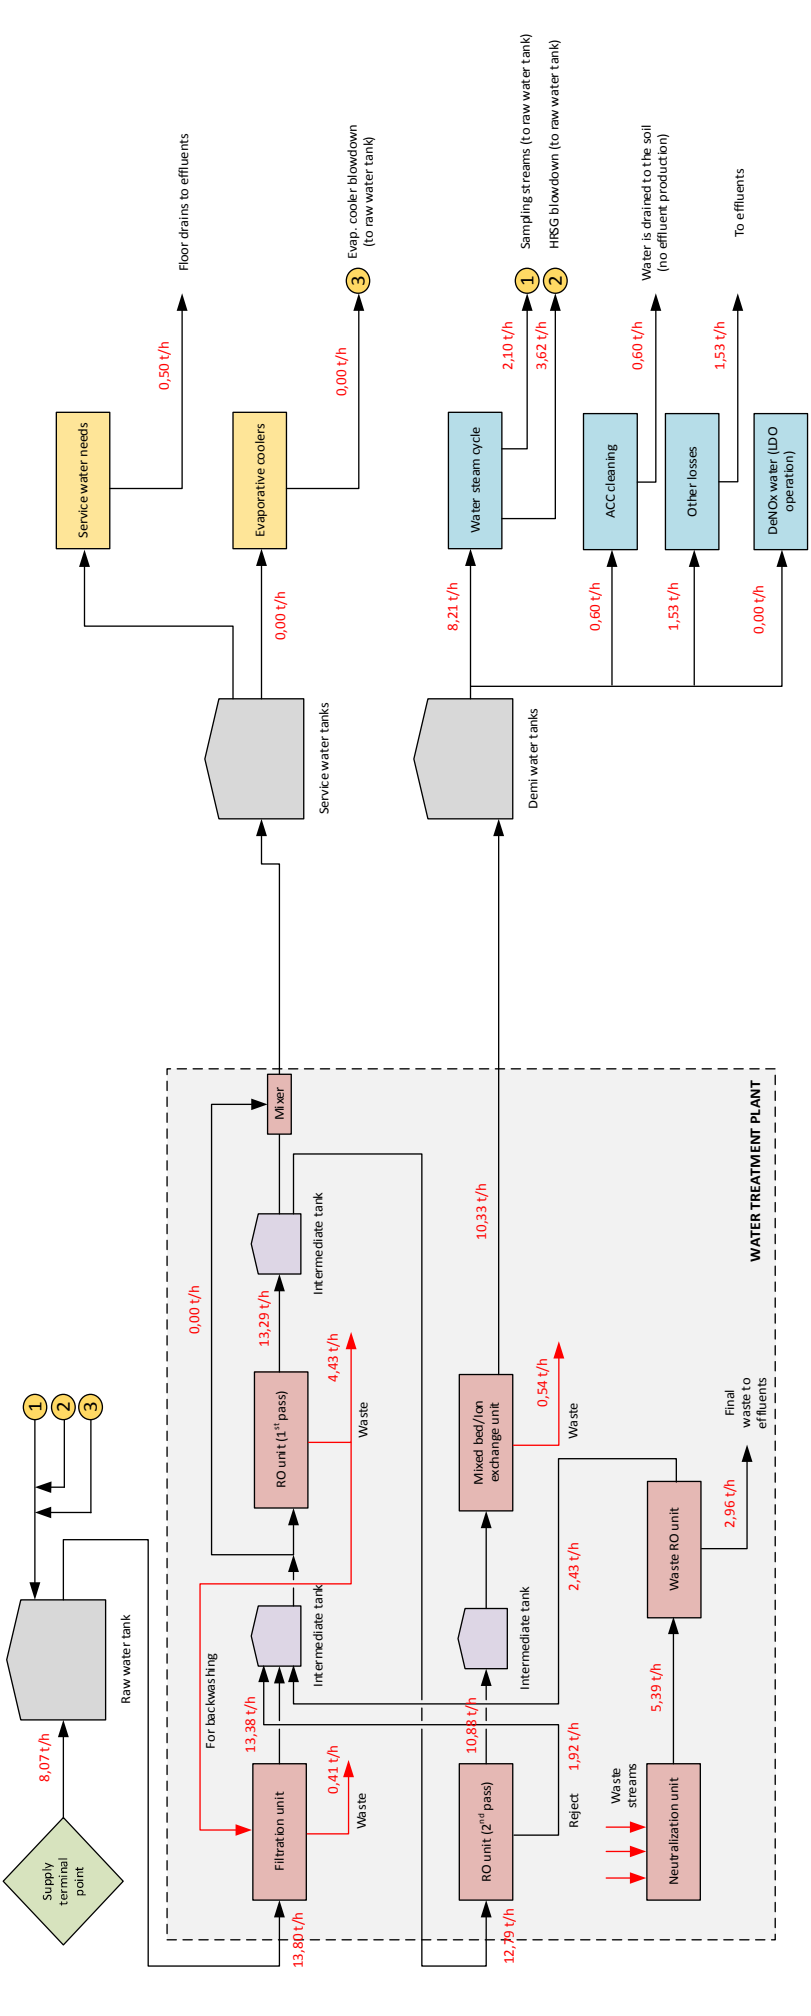 Supply
terminal
point
8,07 t/h
Raw water tank
1
2
3
13,80 t/h
Filtration unit
0,41 t/h
Waste
For backwashing
13,38 t/h
Intermediate tank
RO unit (1st pass)
4,43 t/h
Waste
0,00 t/h
13,29 t/h
Intermediate tank
Mixer
12,79 t/h
RO unit (2nd pass)
Reject
1,92 t/h
10,88 t/h
Intermediate tank
Mixed bed/Ion
exchange unit
0,54 t/h
Waste
10,33 t/h
Waste
streams
Neutralization unit
5,39 t/h
Waste RO unit
2,43 t/h
2,96 t/h
Final
waste to
effluents
WATER TREATMENT PLANT
Service water tanks
Service water needs
0,50 t/h
Floor drains to effluents
0,00 t/h
Evaporative coolers
0,00 t/h
3
Evap. cooler blowdown
(to raw water tank)
Demi water tanks
8,21 t/h
Water steam cycle
2,10 t/h
1
Sampling streams (to raw water tank)
3,62 t/h
2
HRSG blowdown (to raw water tank)
0,60 t/h
ACC cleaning
0,60 t/h
Water is drained to the soil
(no effluent production)
1,53 t/h
Other losses
1,53 t/h
To effluents
0,00 t/h
DeNOx water (LDO
operation)